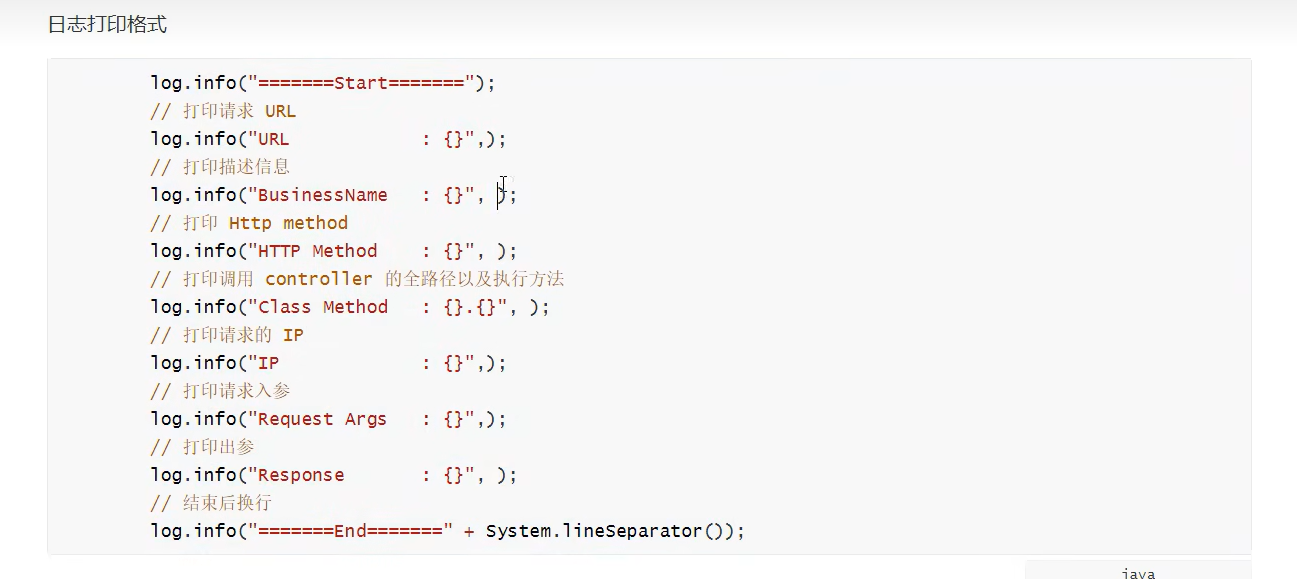 日志打印格式
log.info("=======Start=======");
// 打印请求 URL
log.info("URL            : {}",);
// 打印描述信息
log.info("BusinessName   : {}", );
// 打印 Http method
log.info("HTTP Method    : {}", );
// 打印调用 controller 的全路径以及执行方法
log.info("Class Method   : {}.{}", );
// 打印请求的 IP
log.info("IP             : {}",);
// 打印请求入参
log.info("Request Args   : {}",);
// 打印出参
log.info("Response       : {}", );
// 结束后换行
log.info("=======End=======" + System.lineSeparator());
java